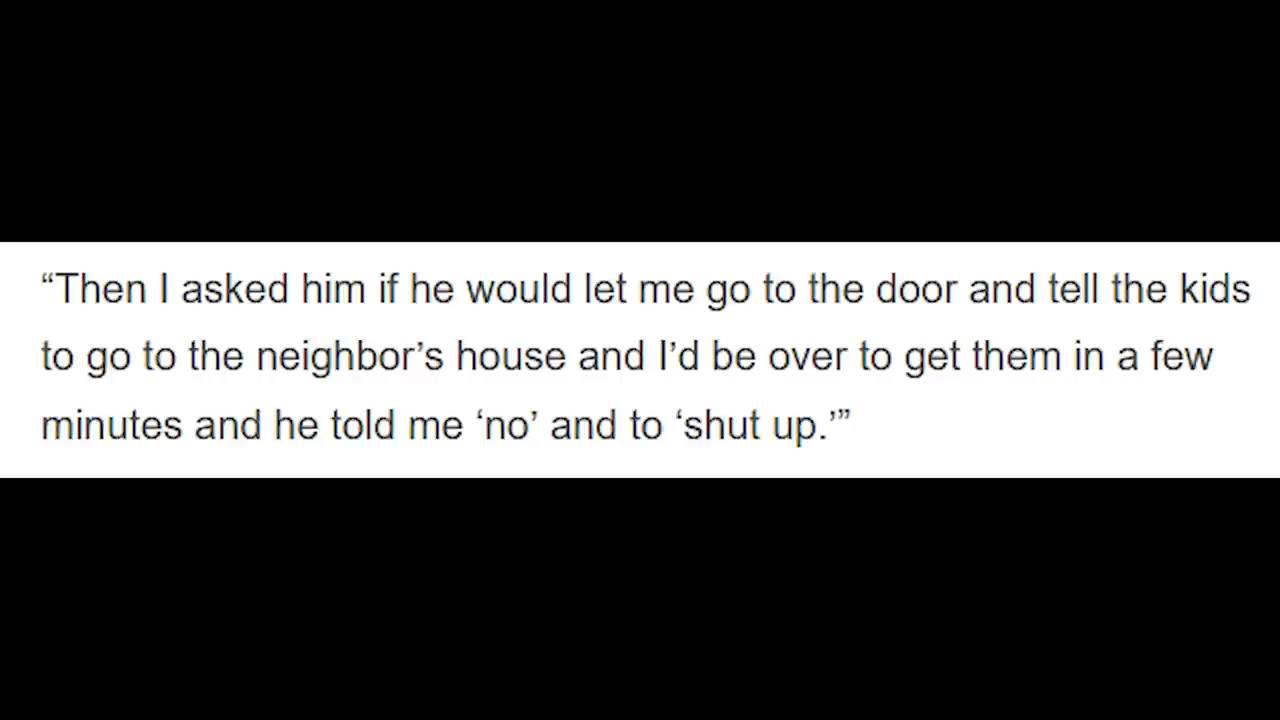 “Then I asked him if he would let me go to the door and tell the kids
to go to the neighbor’s house and I’d be over to get them in a few
minutes and he told me ‘no’ and to ‘shut up.’”